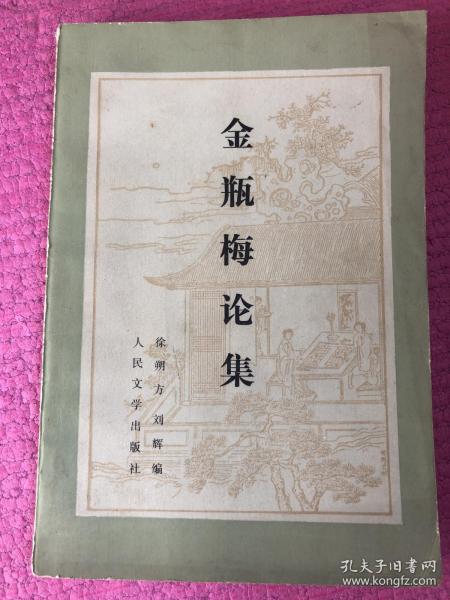 金瓶梅论集
徐朔方 刘辉 编
人民文学出版社
孔夫子旧书网
www.kongfz.com